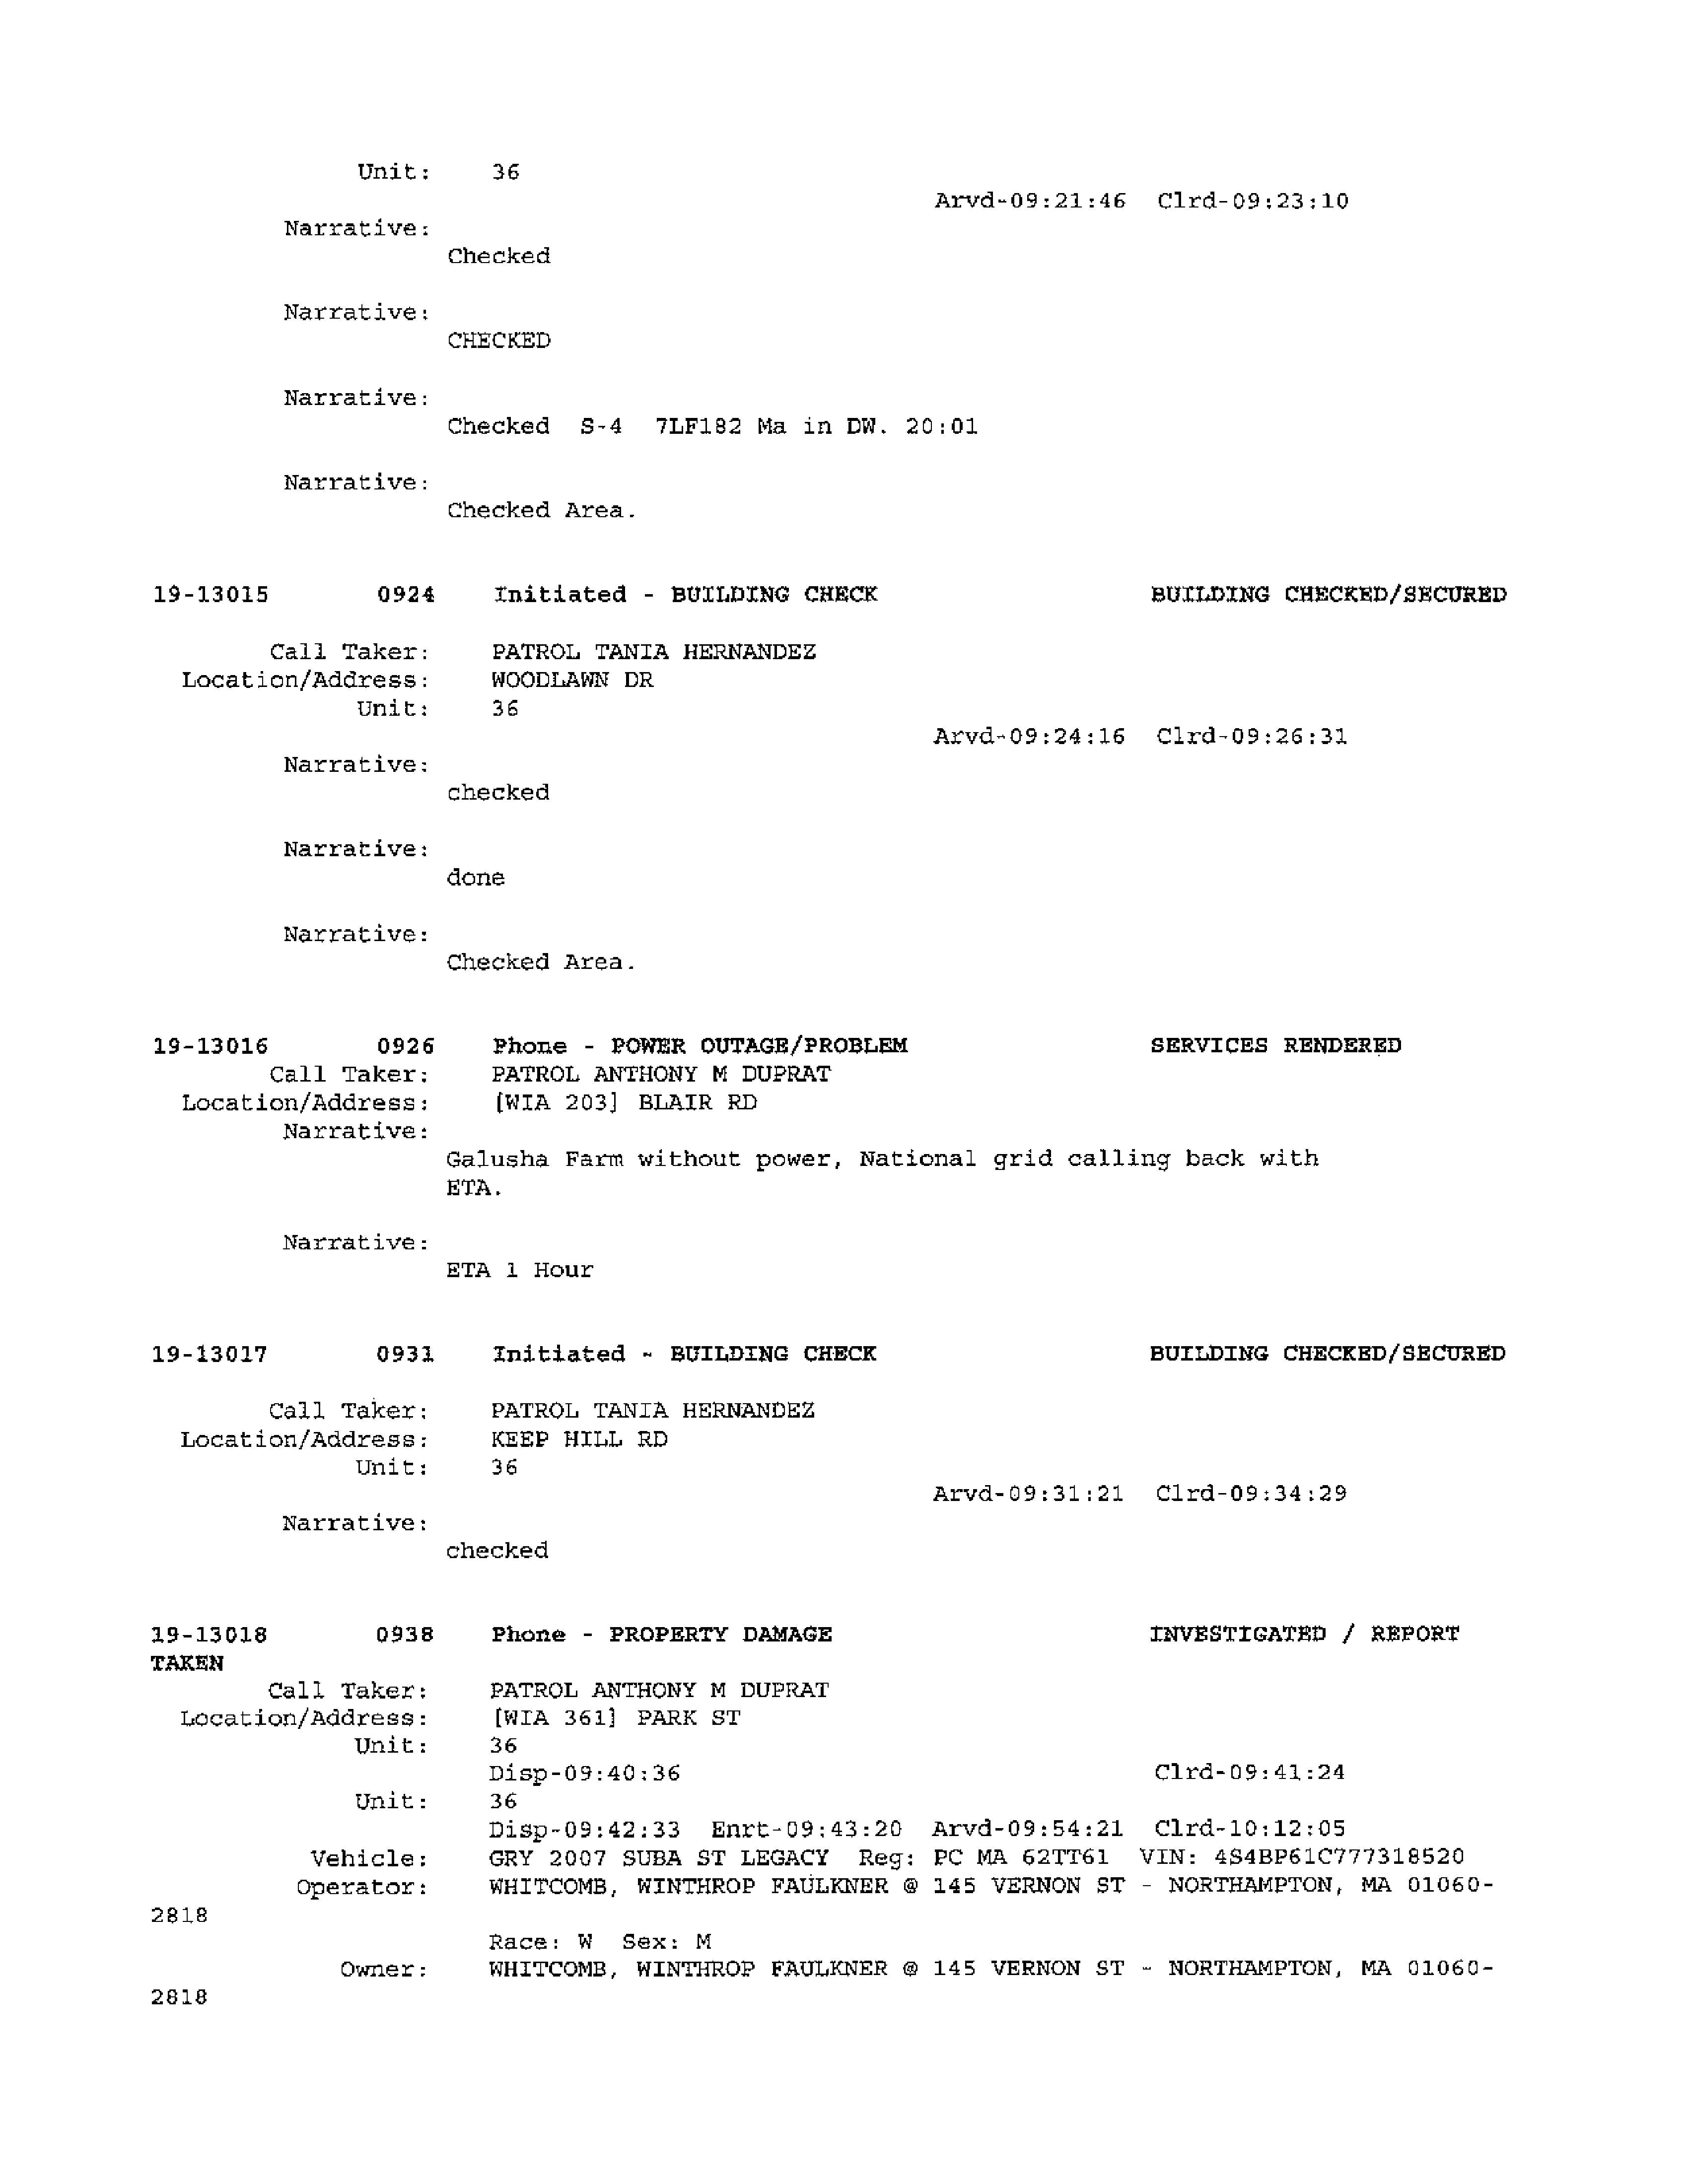 Unit: 36
Arvd-09:21:46 Clrd-09:23:10
Narrative:
Checked
Narrative:
CHECKED
Narrative:
Checked S-4 7LF182 Ma in DW. 20:01
Narrative:
Checked Area.
19-13015 0924 Initiated - BUILDING CHECK BUILDING CHECKED/SECURED
Call Taker: PATROL TANIA HERNANDEZ
Location/Address: WOODLAWN DR
Unit: 36
Arvd-09:24:16 Clrd-09:26:31
Narrative:
checked
Narrative:
done
Narrative:
Checked Area.
19-13016 0926 Phone - POWER OUTAGE/PROBLEM SERVICES RENDERED
Call Taker: PATROL ANTHONY M DUPRAT
Location/Address: [WIA 203] BLAIR RD
Narrative:
Galusha Farm without power, National grid calling back with
ETA.
Narrative:
ETA 1 Hour
19-13017 0931 Initiated - BUILDING CHECK BUILDING CHECKED/SECURED
Call Taker: PATROL TANIA HERNANDEZ
Location/Address: KEEP HILL RD
Unit: 36
Arvd-09:31:21 Clrd-09:34:29
Narrative:
checked
19-13018 0938 Phone - PROPERTY DAMAGE INVESTIGATED / REPORT
TAKEN
Call Taker: PATROL ANTHONY M DUPRAT
Location/Address: [WIA 361] PARK ST
Unit: 36
Disp-09:40:36 Clrd-09:41:24
Unit: 36
Disp-09:42:33 Enrt-09:43:20 Arvd-09:54:21 Clrd-10:12:05
Vehicle: GRY 2007 SUBA ST LEGACY Reg: PC MA 62TT61 VIN: 4S4BP61C777318520
Operator: WHITCOMB, WINTHROP FAULKNER @ 145 VERNON ST - NORTHAMPTON, MA 01060-
2818
Race: W Sex: M
Owner: WHITCOMB, WINTHROP FAULKNER @ 145 VERNON ST - NORTHAMPTON, MA 01060-
2818